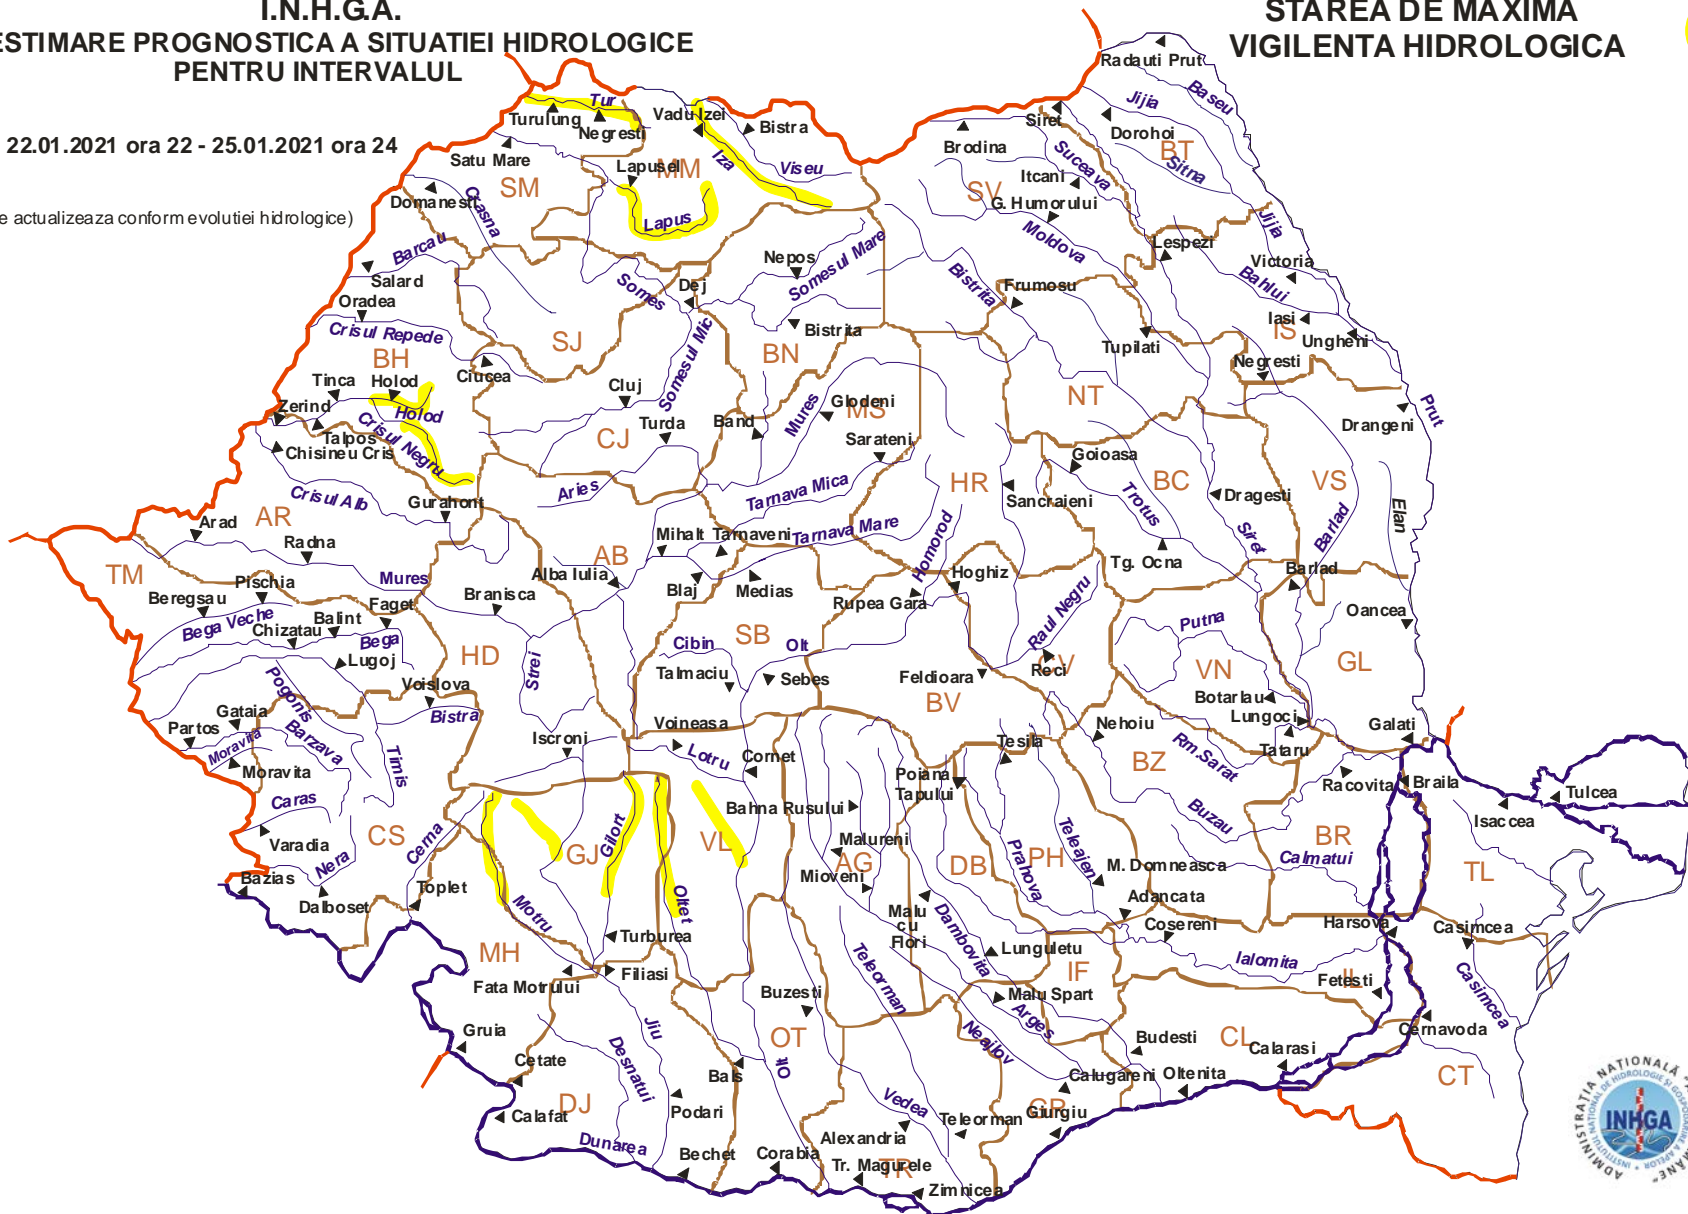 I.N.H.G.A.
ESTIMARE PROGNOSTICA A SITUATIEI HIDROLOGICE
PENTRU INTERVALUL
22.01.2021 ora 22 - 25.01.2021 ora 24
e actualizeaza conform evolutiei hidrologice)
STAREA DE MAXIMA
VIGILENTA HIDROLOGICA
Radauti Prut
Baseu
Jijia
Tur
Turulung
Negresti
Vadu Izei
Bistra
Siret
Dorohoi
BT
Satu Mare
Lapusel
MM
Iza
Viseu
Brodina
Suceava
Sitna
SM
Domanesti
Crasna
Lapus
SV
Itcani
G. Humorului
Moldova
Jijia
Barcau
Salard
Oradea
Somes
Dej
Nepos
Somesul Mare
Bistrita
Frumosu
Lespezi
Victoria
Bahlui
Iasi
IS
Ungheni
Crisul Repede
BH
SJ
Somesul Mic
BN
Bistrita
Tupilati
Negresti
Ciucea
Tinca
Holod
Holod
Zerind
Talpos
Crisul Negru
Chisineu Cris
Cluj
CJ
Turda
Band
Mures
Glodeni
MS
Sarateni
NT
Drangeni
Prut
Goioasa
BC
Trotus
Dragesti
VS
Elan
Crisul Alb
Gurahont
Aries
Tarnava Mica
HR
Sancraieni
Siret
Barlad
AR
Arad
Radna
Mures
AB
Mihalt
Tarnaveni
Tarnava Mare
Homorod
Tg. Ocna
Barlad
TM
Pischia
Beregsau
Bega Veche
Chizatau
Balint
Faget
Bega
Branisca
Alba Iulia
Blaj
Medias
Rupea Gara
Hoghiz
Raul Negru
Putna
Oancea
Lugoj
HD
Strei
Cibin
SB
Olt
Talmaciu
Sebes
Feldioara
BV
CV
Reci
VN
Botarlau
Lungoci
GL
Pogonis
Voislova
Bistra
Gataia
Partos
Moravita
Moravita
Barzava
Timis
Iscroni
Voineasa
Lotru
Cornet
Tesila
Nehoiu
Rm.Sarat
Tataru
Galati
Caras
CS
Varadia
Nera
Cerna
Bazias
Dalboset
Toplet
GJ
Gilort
VL
Bahna Rusului
Poiana
Tapului
BZ
Buzau
Racovita
Braila
Tulcea
Isaccea
Malureni
AG
Mioveni
DB
Prahova
PH
Teleajen
M. Domneasca
Calmatui
BR
TL
Motru
Oltet
Malu
cu
Flori
Dambovita
Adancata
Cosereni
Harsova
Casimcea
MH
Turburea
Filiasi
Fata Motrului
Lunguletu
IF
Ialomita
IL
Fetesti
Casimcea
Gruia
Cetate
Jiu
Desnatui
Buzesti
OT
Olt
Teleorman
Malu Spart
Arges
Neajlov
Budesti
CL
Calarasi
Cernavoda
CT
Calafat
DJ
Podari
Bals
Vedea
Calugareni
Oltenita
GR
Giurgiu
Teleorman
Alexandria
Dunarea
Bechet
Corabia
Tr. Magurele
TR
Zimnicea
INHGA